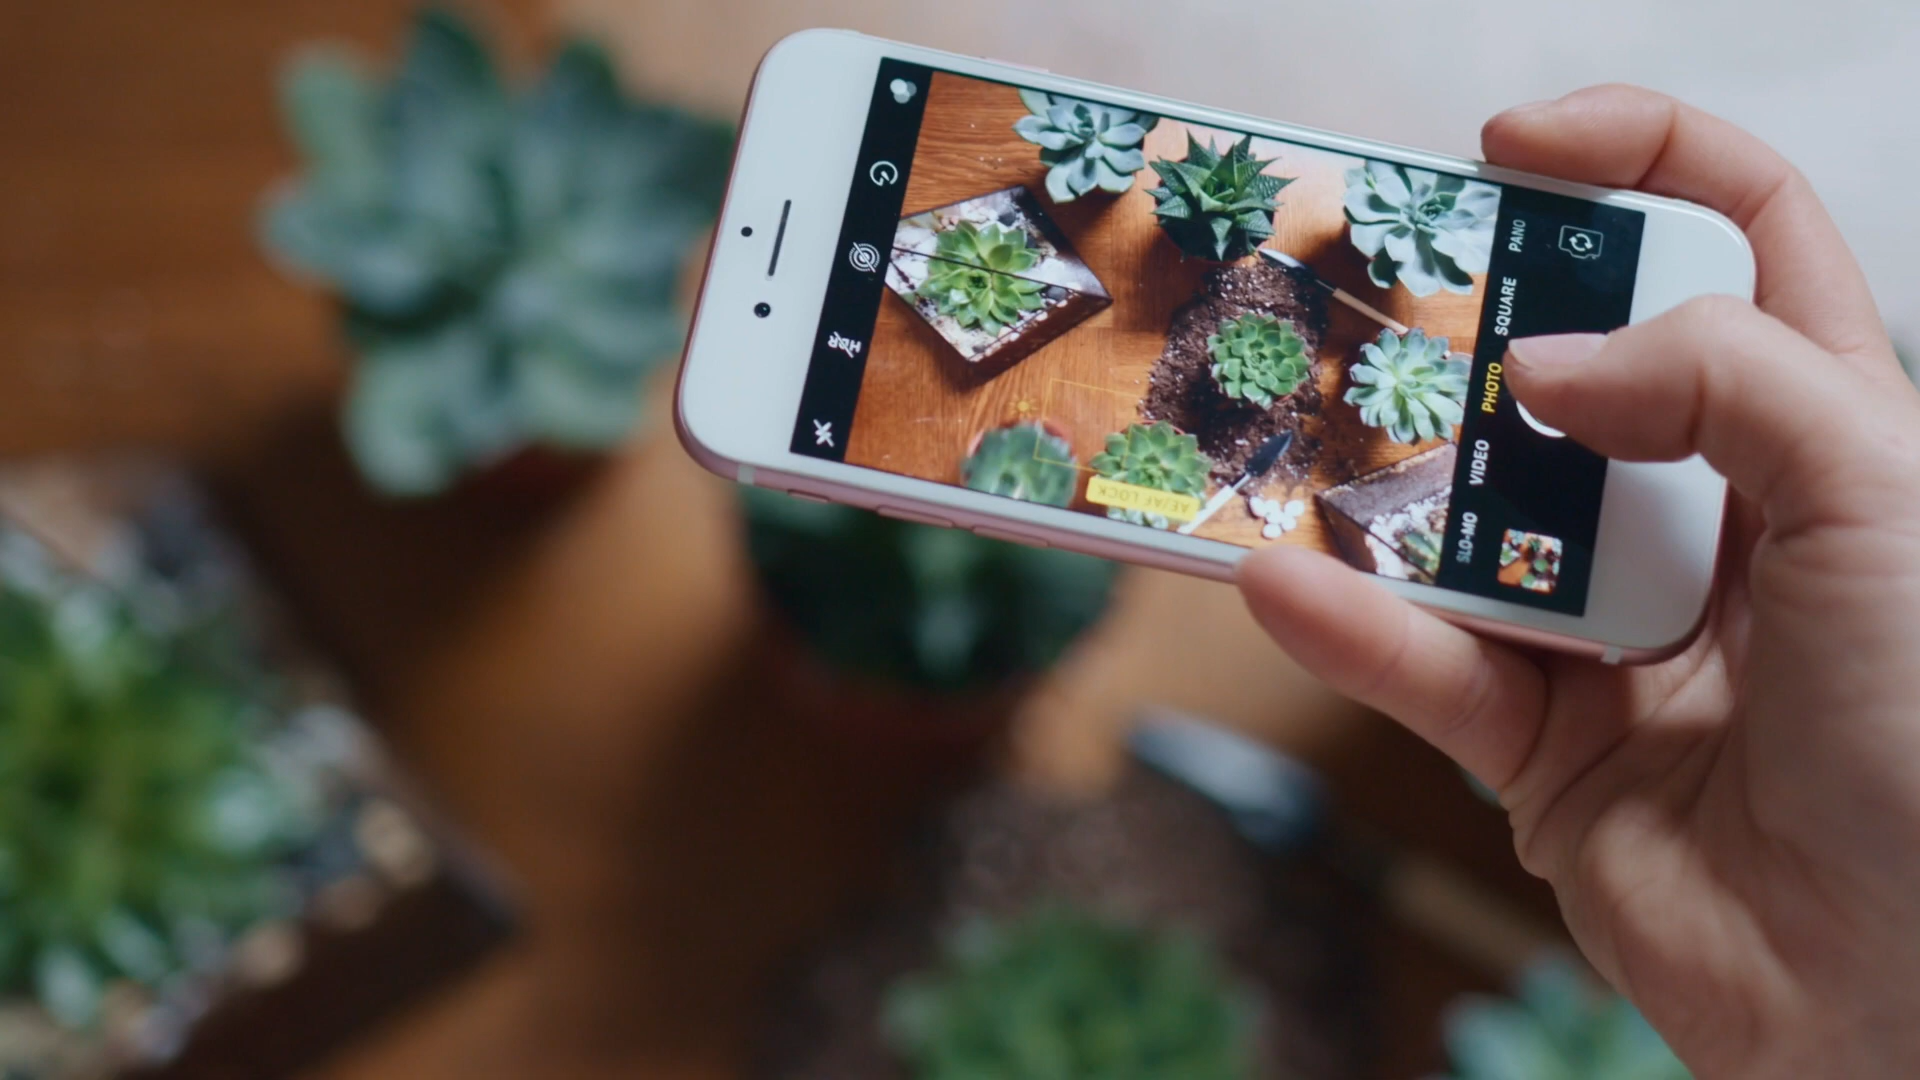 HDR
PANO
SQUARE
PHOTO
VIDEO
SLO-MO
AE/AF LOCK